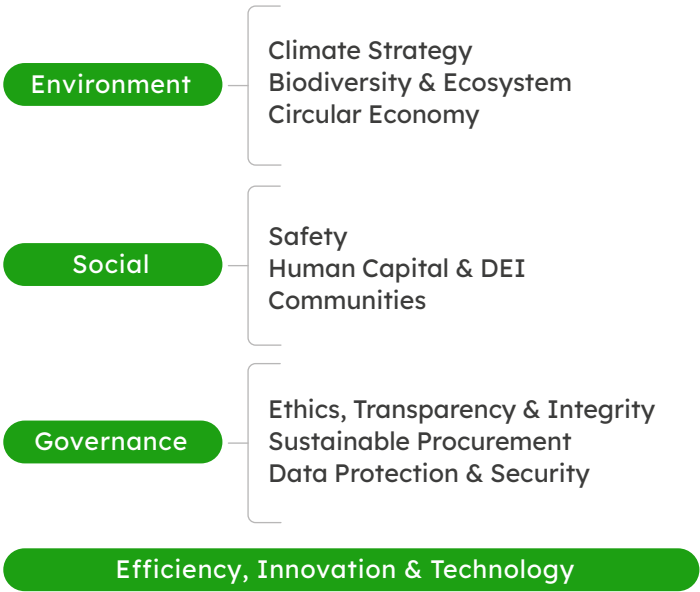 Environment
Climate Strategy
Biodiversity & Ecosystem
Circular Economy
Social
Safety
Human Capital & DEI
Communities
Governance
Ethics, Transparency & Integrity
Sustainable Procurement
Data Protection & Security
Efficiency, Innovation & Technology